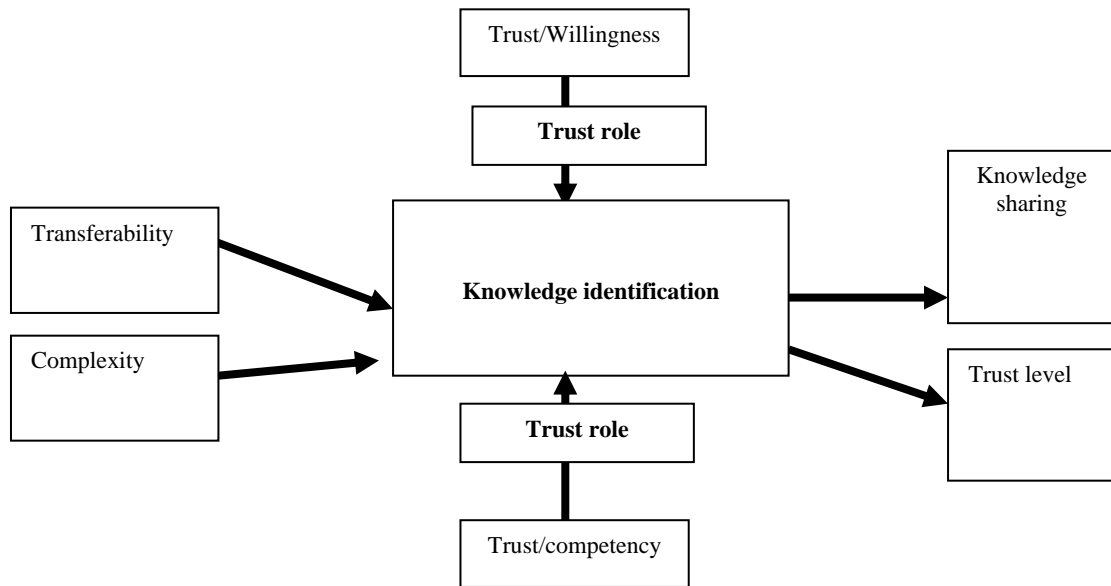 Trust/Willingness
Trust role
Knowledge
sharing
Transferability
Knowledge identification
Complexity
Trust level
Trust role
Trust/competency